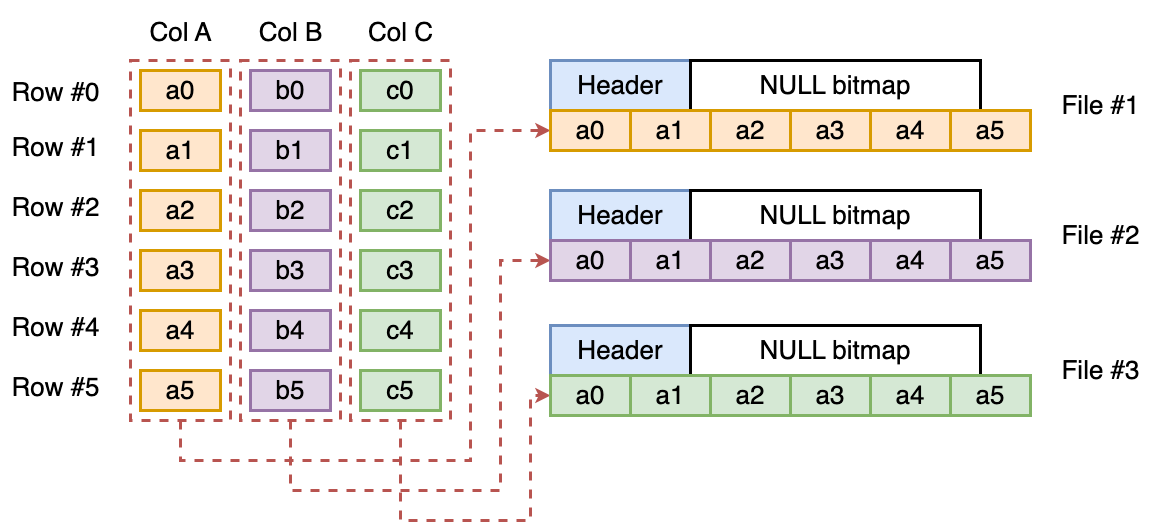 Col A Col B Col C
Row #0 a0 b0 c0
Row #1 a1 b1 c1
Row #2 a2 b2 c2
Row #3 a3 b3 c3
Row #4 a4 b4 c4
Row #5 a5 b5 c5
Header NULL bitmap
a0 a1 a2 a3 a4 a5
File #1
Header NULL bitmap
a0 a1 a2 a3 a4 a5
File #2
Header NULL bitmap
a0 a1 a2 a3 a4 a5
File #3